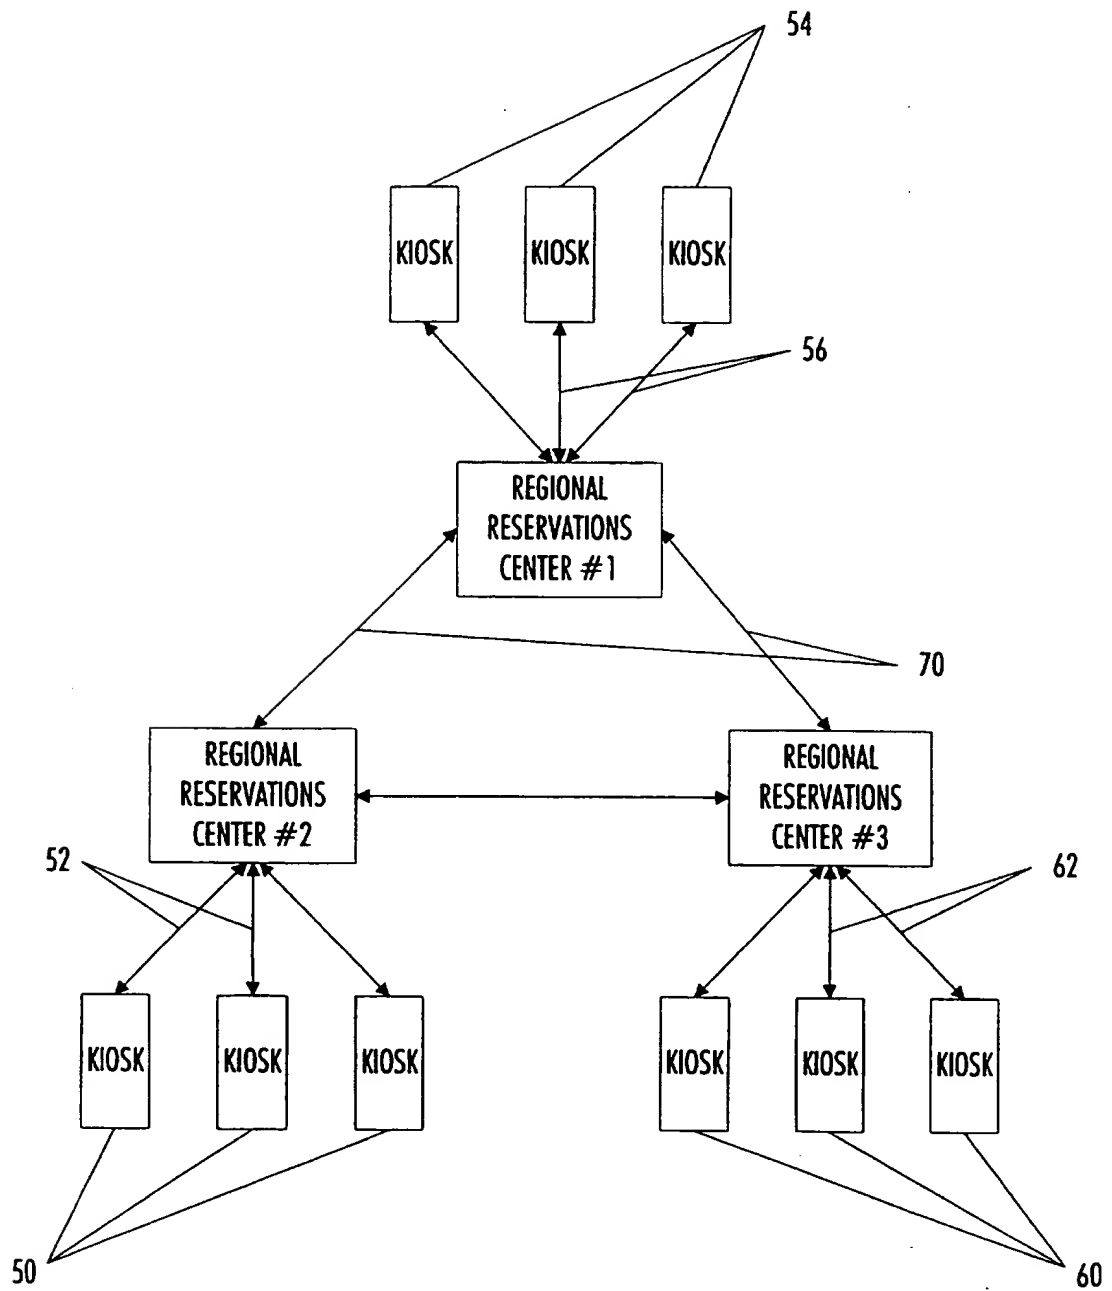 54
KIOSK
KIOSK
KIOSK
56
REGIONAL
RESERVATIONS
CENTER #1
70
REGIONAL
RESERVATIONS
CENTER #2
REGIONAL
RESERVATIONS
CENTER #3
52
62
KIOSK
KIOSK
KIOSK
KIOSK
KIOSK
KIOSK
50
60